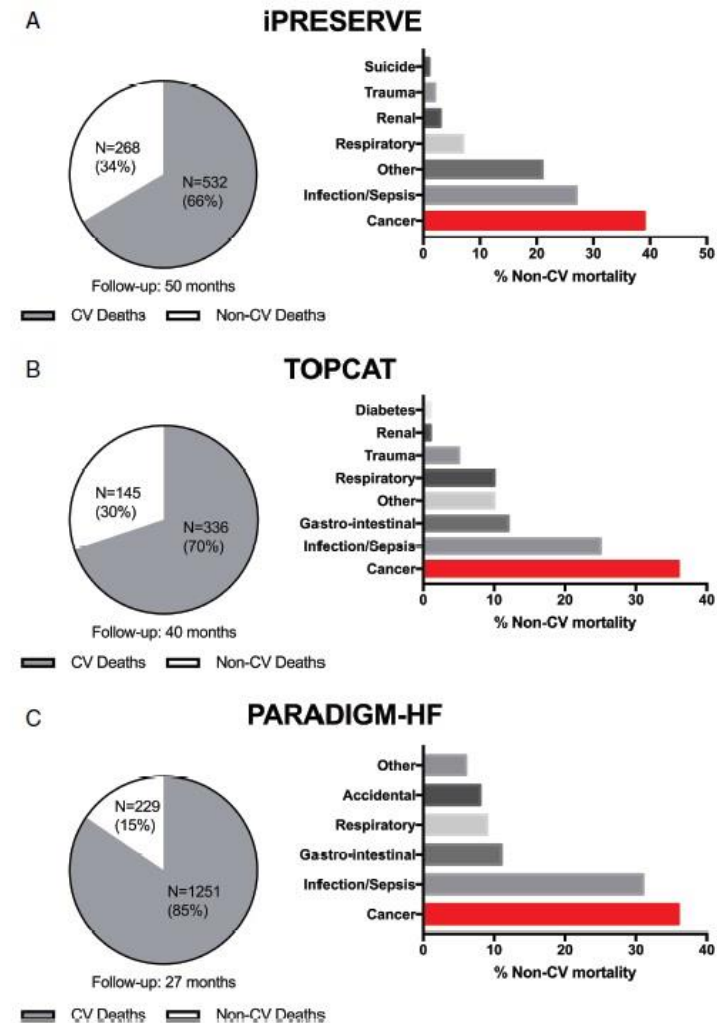 A
iPRESERVE
N=268
(34%)
N=532
(66%)
Follow-up: 50 months
CV Deaths
Non-CV Deaths
Suicide
Trauma
Renal
Respiratory
Other
Infection/Sepsis
Cancer
0 10 20 30 40 50
% Non-CV mortality
B
TOPCAT
N=145
(30%)
N=336
(70%)
Follow-up: 40 months
CV Deaths
Non-CV Deaths
Diabetes
Renal
Trauma
Respiratory
Other
Gastro-intestinal
Infection/Sepsis
Cancer
0 10 20 30 40
% Non-CV mortality
C
PARADIGM-HF
N=229
(15%)
N=1251
(85%)
Follow-up: 27 months
CV Deaths
Non-CV Deaths
Other
Accidental
Respiratory
Gastro-intestinal
Infection/Sepsis
Cancer
0 10 20 30 40
% Non-CV mortality